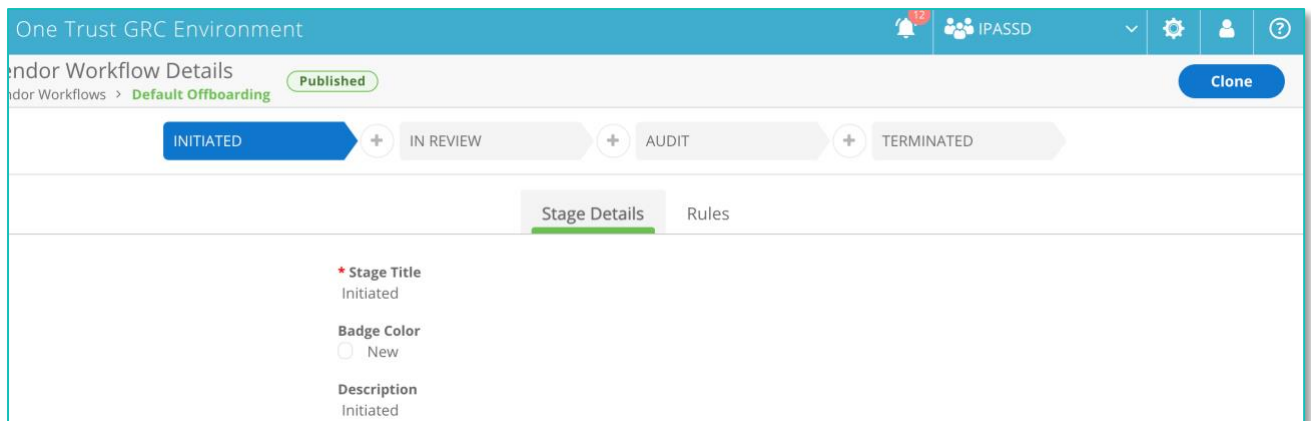 One Trust GRC Environment
12
IPASSD
endor Workflow Details
Published
Clone
dor Workflows > Default Offboarding
INITIATED + IN REVIEW + AUDIT + TERMINATED
Stage Details Rules
* Stage Title
Initiated
Badge Color
New
Description
Initiated